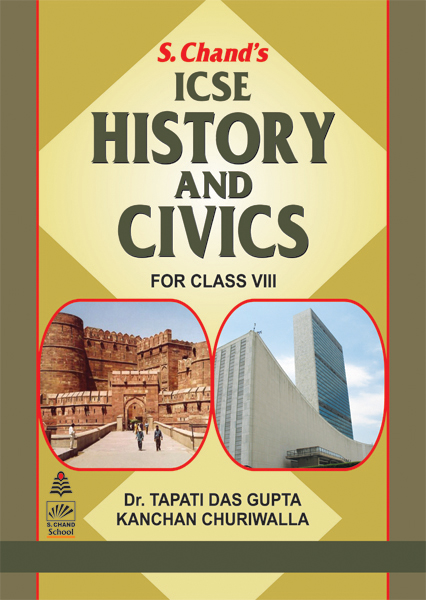 S. Chand's
ICSE
HISTORY
AND
CIVICS
FOR CLASS VIII
Dr. TAPATI DAS GUPTA
KANCHAN CHURIWALLA
S. CHAND
School